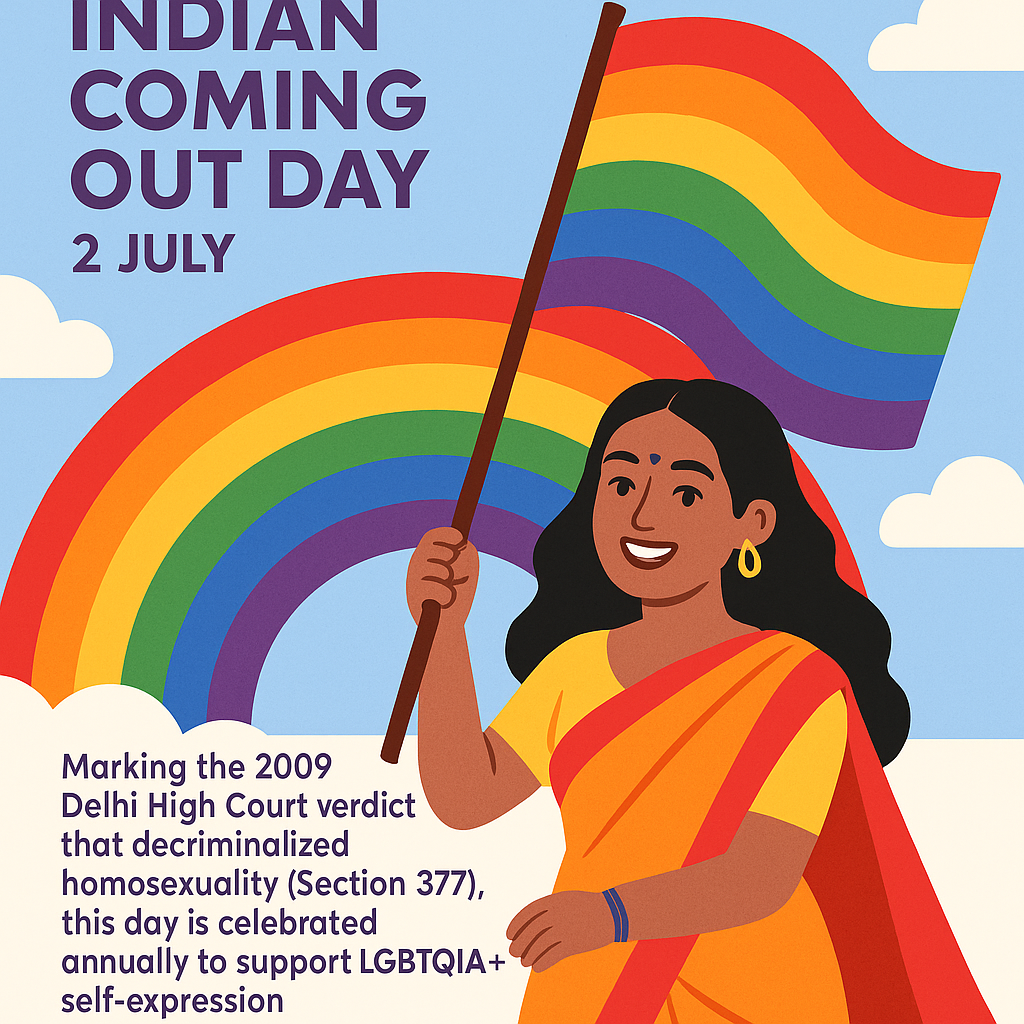 INDIAN
COMING
OUT DAY
2 JULY
Marking the 2009
Delhi High Court verdict
that decriminalized
homosexuality (Section 377),
this day is celebrated
annually to support LGBTQIA+
self-expression